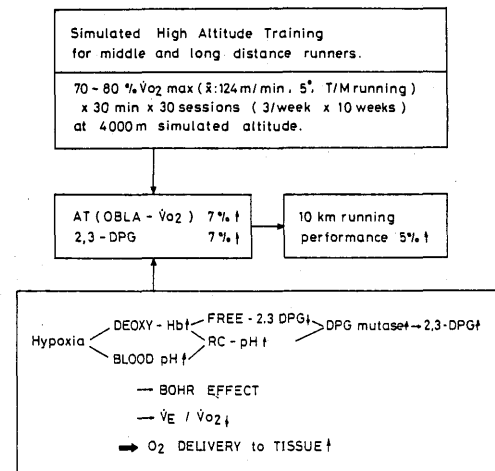 Simulated High Altitude Training
for middle and long distance runners.
70~80 % V̇o2 max (x̄:124m/min, 5°, T/M running)
x 30 min x 30 sessions ( 3/week x 10 weeks)
at 4000m simulated altitude.
AT (OBLA - V̇o2) 7%↑
2,3-DPG 7%↑
10 km running
performance 5%↑
DEOXY-Hb↑ FREE-2.3 DPG↓
Hypoxia DPG mutase↑→2,3-DPG↑
BLOOD pH↑ RC-pH↑
→ BOHR EFFECT
→ V̇E / V̇o2↓
➡ O2 DELIVERY to TISSUE↑